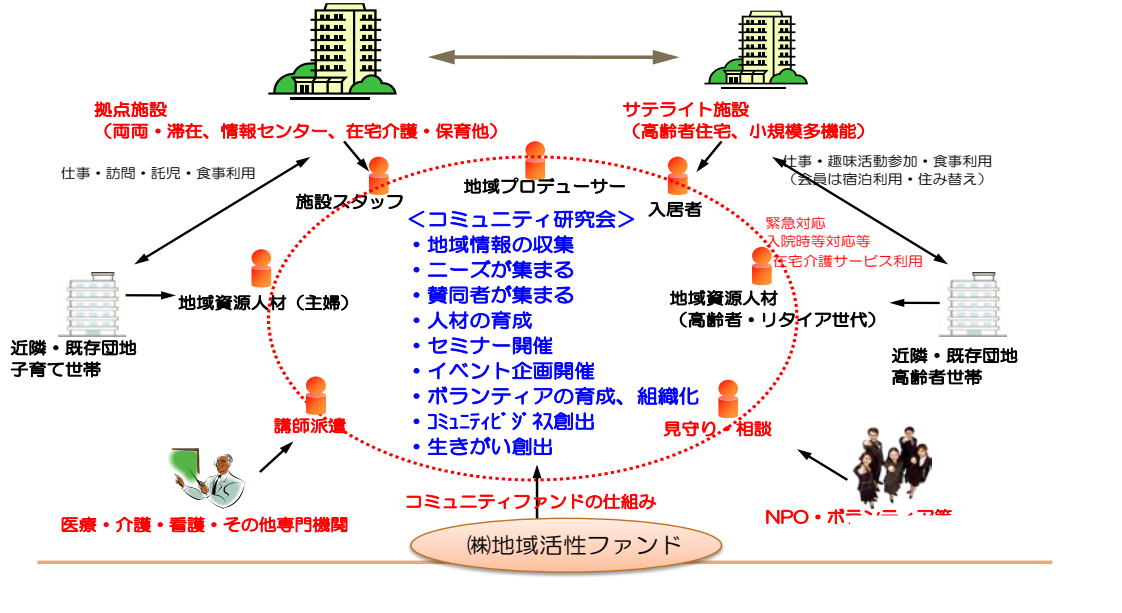 拠点施設
（両両・滞在、情報センター、在宅介護・保育他）
サテライト施設
（高齢者住宅、小規模多機能）
仕事・訪問・託児・食事利用
仕事・趣味活動参加・食事利用
（会員は宿泊利用・住み替え）
施設スタッフ
地域プロデューサー
入居者
緊急対応
入院時等対応等
在宅介護サービス利用
＜コミュニティ研究会＞
・地域情報の収集
・ニーズが集まる
・賛同者が集まる
・人材の育成
・セミナー開催
・イベント企画開催
・ボランティアの育成、組織化
・ｺﾐｭﾆﾃｨﾋﾞｼﾞﾈｽ創出
・生きがい創出
地域資源人材（主婦）
地域資源人材
（高齢者・リタイア世代）
近隣・既存団地
子育て世帯
近隣・既存団地
高齢者世帯
講師派遣
見守り・相談
医療・介護・看護・その他専門機関
コミュニティファンドの仕組み
NPO・ボランティア等
㈱地域活性ファンド